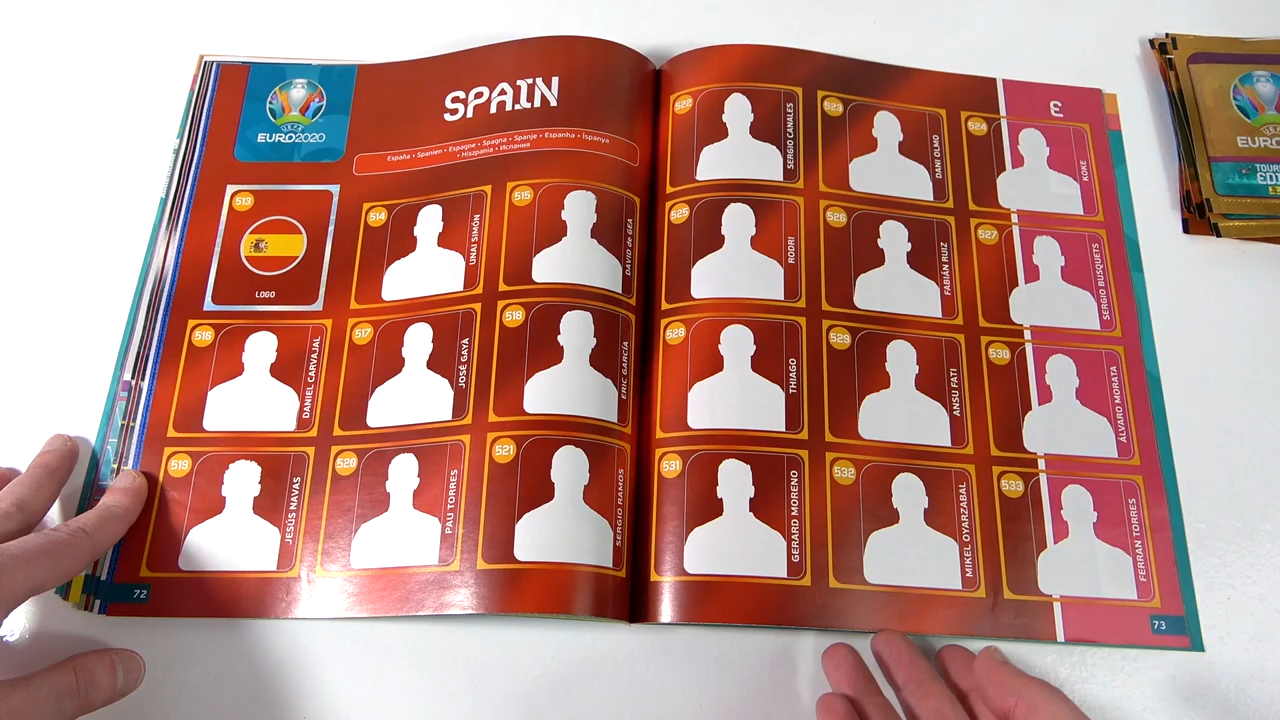 UEFA
EURO2020
SPAIN
España • Spanien • Espagne • Spagna • Spanje • Espanha • İspanya
• Hiszpania • Испания
513
LOGO
514
UNAI SIMÓN
515
DAVID de GEA
516
DANIEL CARVAJAL
517
JOSÉ GAYÀ
518
ERIC GARCÍA
519
JESÚS NAVAS
520
PAU TORRES
521
SERGIO RAMOS
72
E
522
SERGIO CANALES
523
DANI OLMO
524
KOKE
525
RODRI
526
FABIÁN RUIZ
527
SERGIO BUSQUETS
528
THIAGO
529
ANSU FATI
530
ÁLVARO MORATA
531
GERARD MORENO
532
MIKEL OYARZABAL
533
FERRAN TORRES
73
EURO